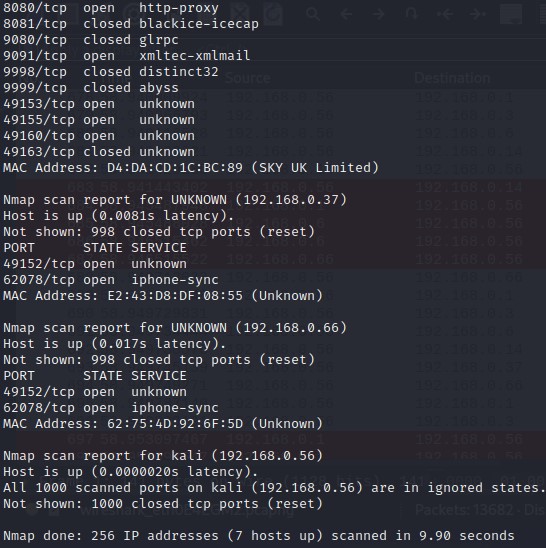 8080/tcp  open   http-proxy
8081/tcp  closed blackice-icecap
9080/tcp  closed glrpc
9091/tcp  open   xmltec-xmlmail
9998/tcp  closed distinct32
9999/tcp  closed abyss
49153/tcp open   unknown
49155/tcp open   unknown
49160/tcp open   unknown
49163/tcp closed unknown
MAC Address: D4:DA:CD:1C:BC:89 (SKY UK Limited)

Nmap scan report for UNKNOWN (192.168.0.37)
Host is up (0.0081s latency).
Not shown: 998 closed tcp ports (reset)
PORT      STATE SERVICE
49152/tcp open  unknown
62078/tcp open  iphone-sync
MAC Address: E2:43:D8:DF:08:55 (Unknown)

Nmap scan report for UNKNOWN (192.168.0.66)
Host is up (0.017s latency).
Not shown: 998 closed tcp ports (reset)
PORT      STATE SERVICE
49152/tcp open  unknown
62078/tcp open  iphone-sync
MAC Address: 62:75:4D:92:6F:5D (Unknown)

Nmap scan report for kali (192.168.0.56)
Host is up (0.0000020s latency).
All 1000 scanned ports on kali (192.168.0.56) are in ignored states.
Not shown: 1000 closed tcp ports (reset)

Nmap done: 256 IP addresses (7 hosts up) scanned in 9.90 seconds
Source
Destination
Packets: 13682